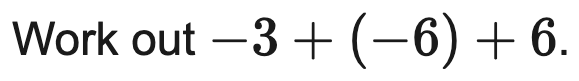 Work out −3 + (−6) + 6.